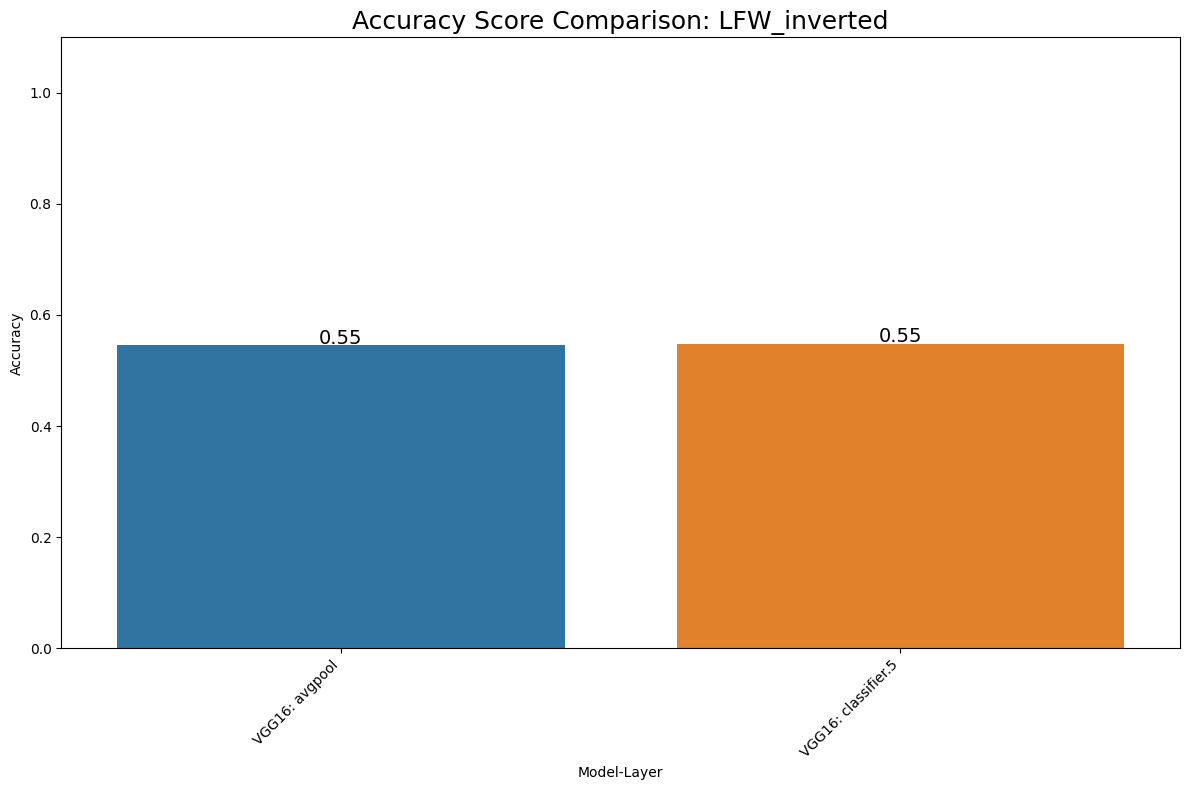 Accuracy Score Comparison: LFW_inverted
Accuracy
1.0
0.8
0.6
0.4
0.2
0.0
0.55
0.55
VGG16: avgpool
VGG16: classifier.5
Model-Layer